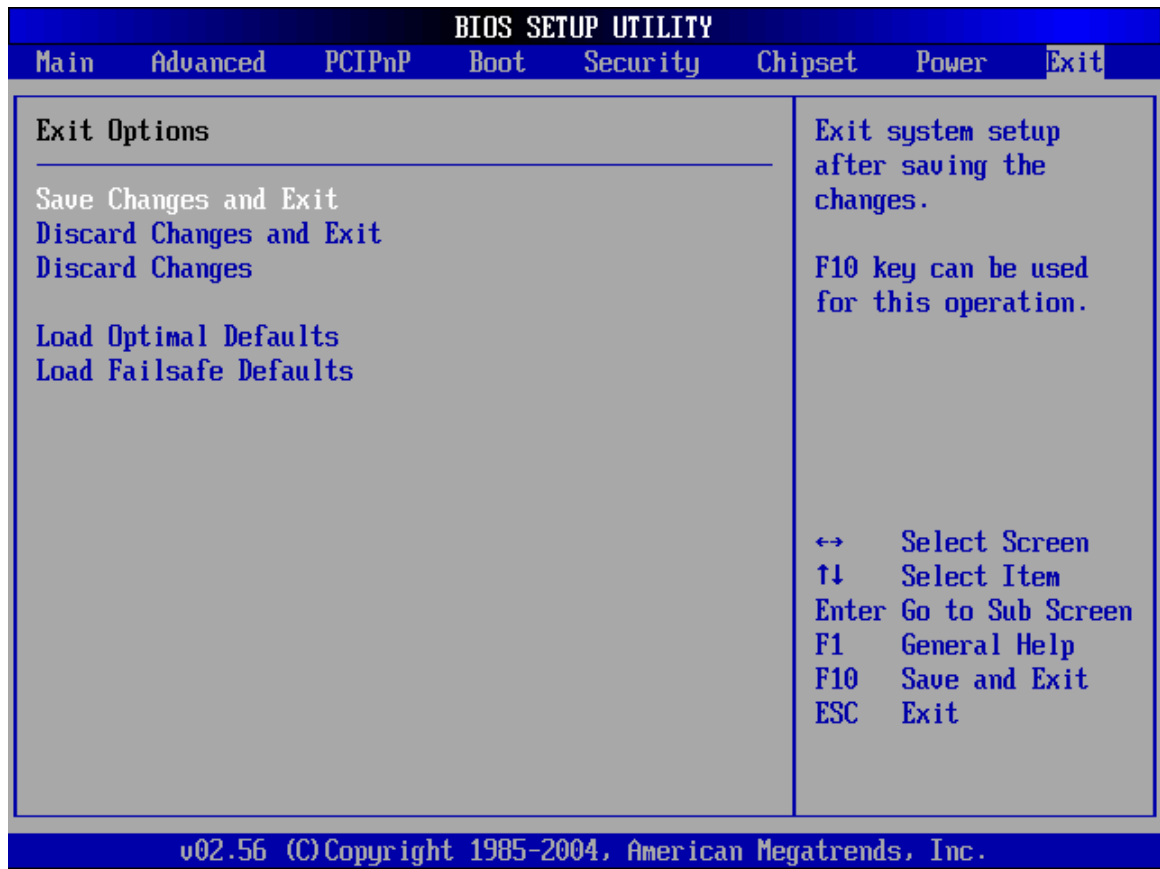 BIOS SETUP UTILITY
Main Advanced PCIPnP Boot Security Chipset Power Exit
Exit Options
Save Changes and Exit
Discard Changes and Exit
Discard Changes
Load Optimal Defaults
Load Failsafe Defaults
Exit system setup
after saving the
changes.
F10 key can be used
for this operation.
←→ Select Screen
↑↓ Select Item
Enter Go to Sub Screen
F1 General Help
F10 Save and Exit
ESC Exit
v02.56 (C)Copyright 1985-2004, American Megatrends, Inc.